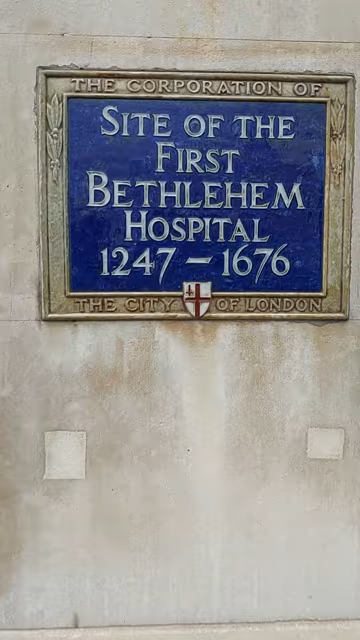 THE CORPORATION OF
SITE OF THE
FIRST
BETHLEHEM
HOSPITAL
1247 – 1676
THE CITY OF LONDON